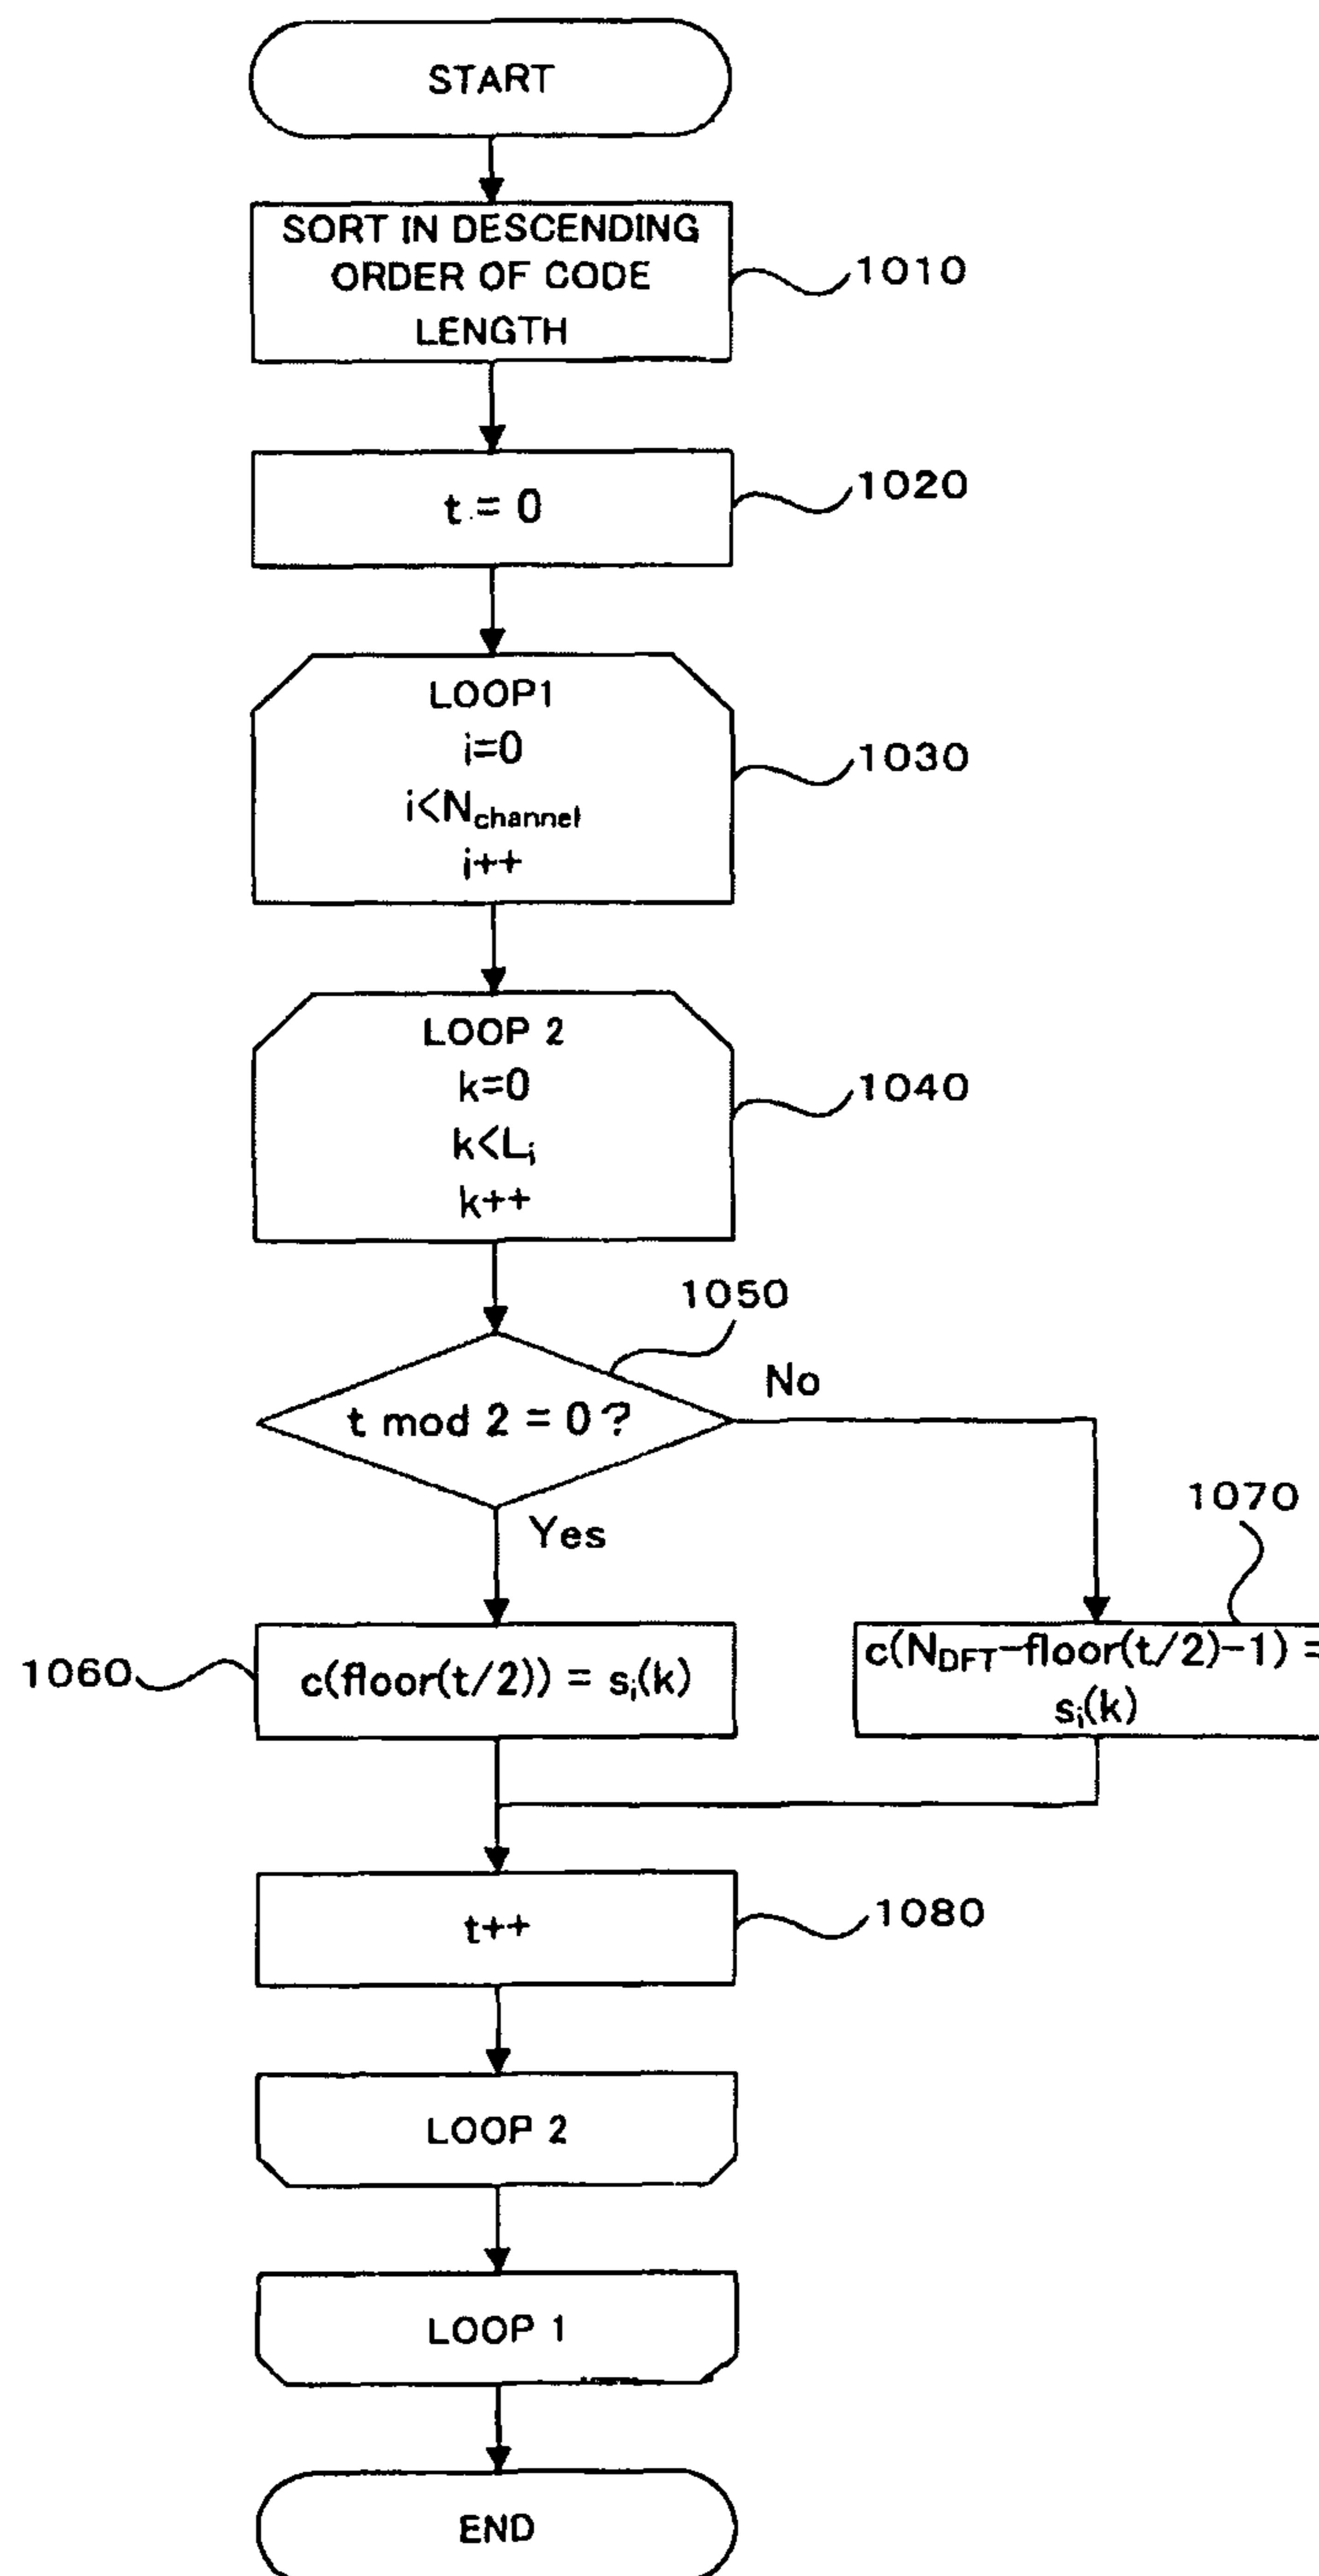 START
SORT IN DESCENDING
ORDER OF CODE
LENGTH
1010
t = 0
1020
LOOP1
i=0
i<Nchannel
i++
1030
LOOP 2
k=0
k<Li
k++
1040
1050
t mod 2 = 0 ?
No
Yes
1070
1060
c(floor(t/2)) = si(k)
c(NDFT-floor(t/2)-1) =
si(k)
t++
1080
LOOP 2
LOOP 1
END